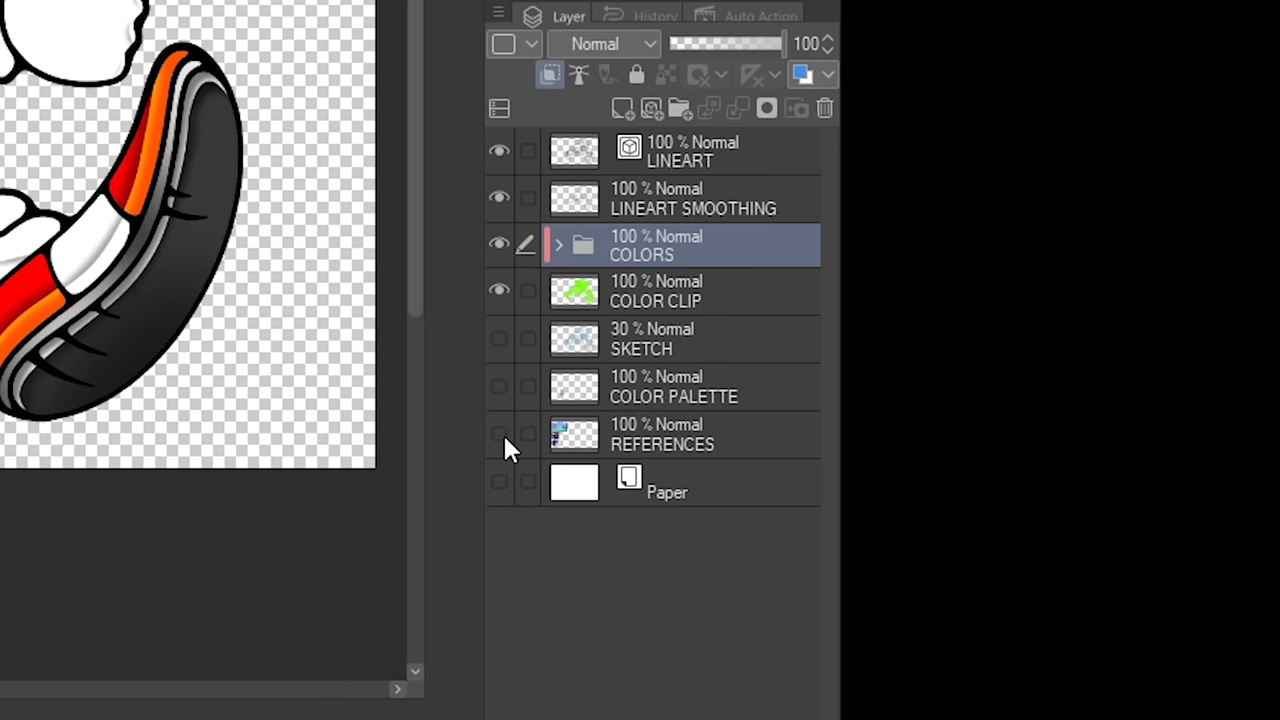 Layer History Auto Action
Normal 100
100 % Normal
LINEART
100 % Normal
LINEART SMOOTHING
100 % Normal
COLORS
100 % Normal
COLOR CLIP
30 % Normal
SKETCH
100 % Normal
COLOR PALETTE
100 % Normal
REFERENCES
Paper